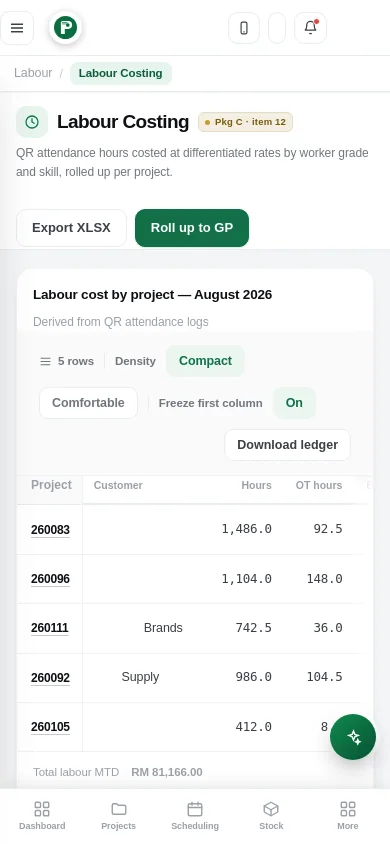 Labour / Labour Costing
Labour Costing
Pkg C · item 12
QR attendance hours costed at differentiated rates by worker grade
and skill, rolled up per project.
Export XLSX Roll up to GP
Labour cost by project — August 2026
Derived from QR attendance logs
5 rows Density Compact
Comfortable Freeze first column On
Download ledger
Project Customer Hours OT hours
260083 1,486.0 92.5
260096 1,104.0 148.0
260111 Brands 742.5 36.0
260092 Supply 986.0 104.5
260105 412.0
Total labour MTD RM 81,166.00
Dashboard Projects Scheduling Stock More